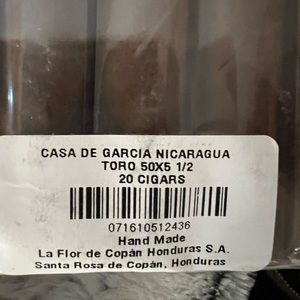 CASA DE GARCIA NICARAGUA
TORO 50X5 1/2
20 CIGARS
071610512436
Hand Made
La Flor de Copán Honduras S.A.
Santa Rosa de Copán, Honduras